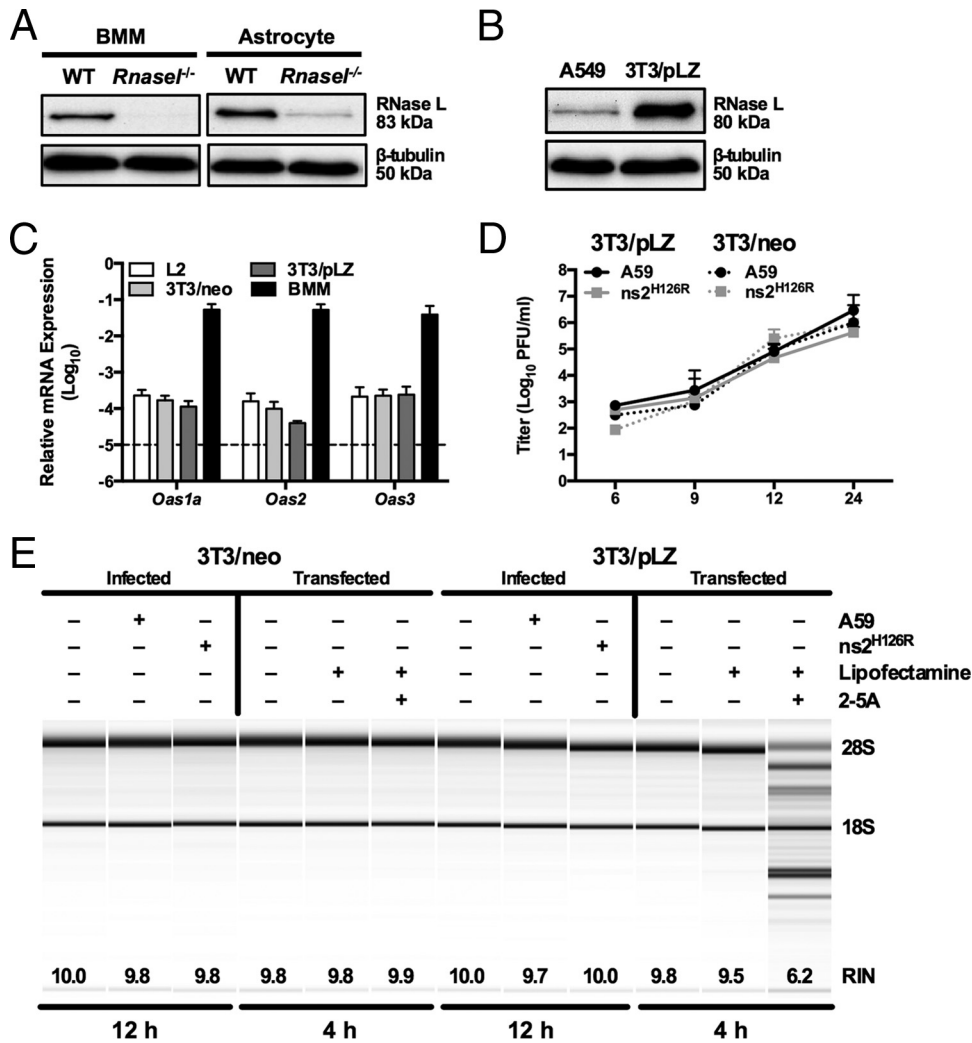 A
BMM Astrocyte
WT Rnasel-/- WT Rnasel-/-
RNase L
83 kDa
β-tubulin
50 kDa
B
A549 3T3/pLZ
RNase L
80 kDa
β-tubulin
50 kDa
C
Relative mRNA Expression
(Log10)
0
-1
-2
-3
-4
-5
-6
L2
3T3/neo
3T3/pLZ
BMM
Oas1a Oas2 Oas3
D
3T3/pLZ 3T3/neo
A59 A59
ns2H126R ns2H126R
Titer (Log10 PFU/ml)
8
7
6
5
4
3
2
1
0
6 9 12 24
E
3T3/neo 3T3/pLZ
Infected Transfected Infected Transfected
– + – – – – – + – – – – A59
– – + – – – – – + – – – ns2H126R
– – – – + + – – – – + + Lipofectamine
– – – – – + – – – – – + 2-5A
28S
18S
10.0 9.8 9.8 9.8 9.8 9.9 10.0 9.7 10.0 9.8 9.5 6.2 RIN
12 h 4 h 12 h 4 h